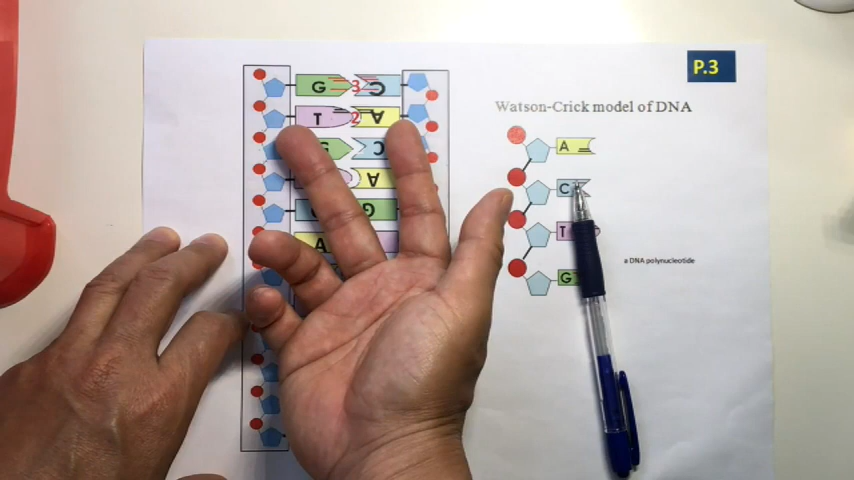 P.3
Watson-Crick model of DNA
G 3 C
T 2 A
G C
A
G
A
A
C
T
G
a DNA polynucleotide